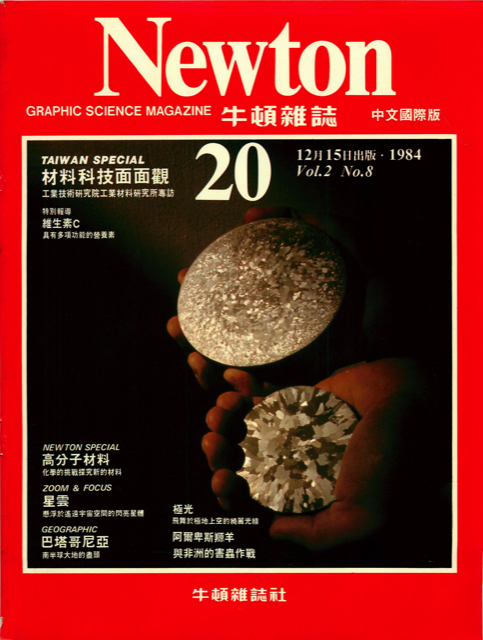 Newton
GRAPHIC SCIENCE MAGAZINE 牛頓雜誌 中文國際版
TAIWAN SPECIAL
材料科技面面觀
工業技術研究院工業材料研究所專訪
20
12月15日出版·1984
Vol.2 No.8
特別報導
維生素C
具有多項功能的營養素
NEWTON SPECIAL
高分子材料
化學的挑戰探究新的材料
ZOOM & FOCUS
星雲
懸浮於遙遠宇宙空間的閃亮星體
GEOGRAPHIC
巴塔哥尼亞
南半球大地的盡頭
極光
飛舞於極地上空的綺麗光線
阿爾卑斯獅羊
與非洲的害蟲作戰
牛頓雜誌社